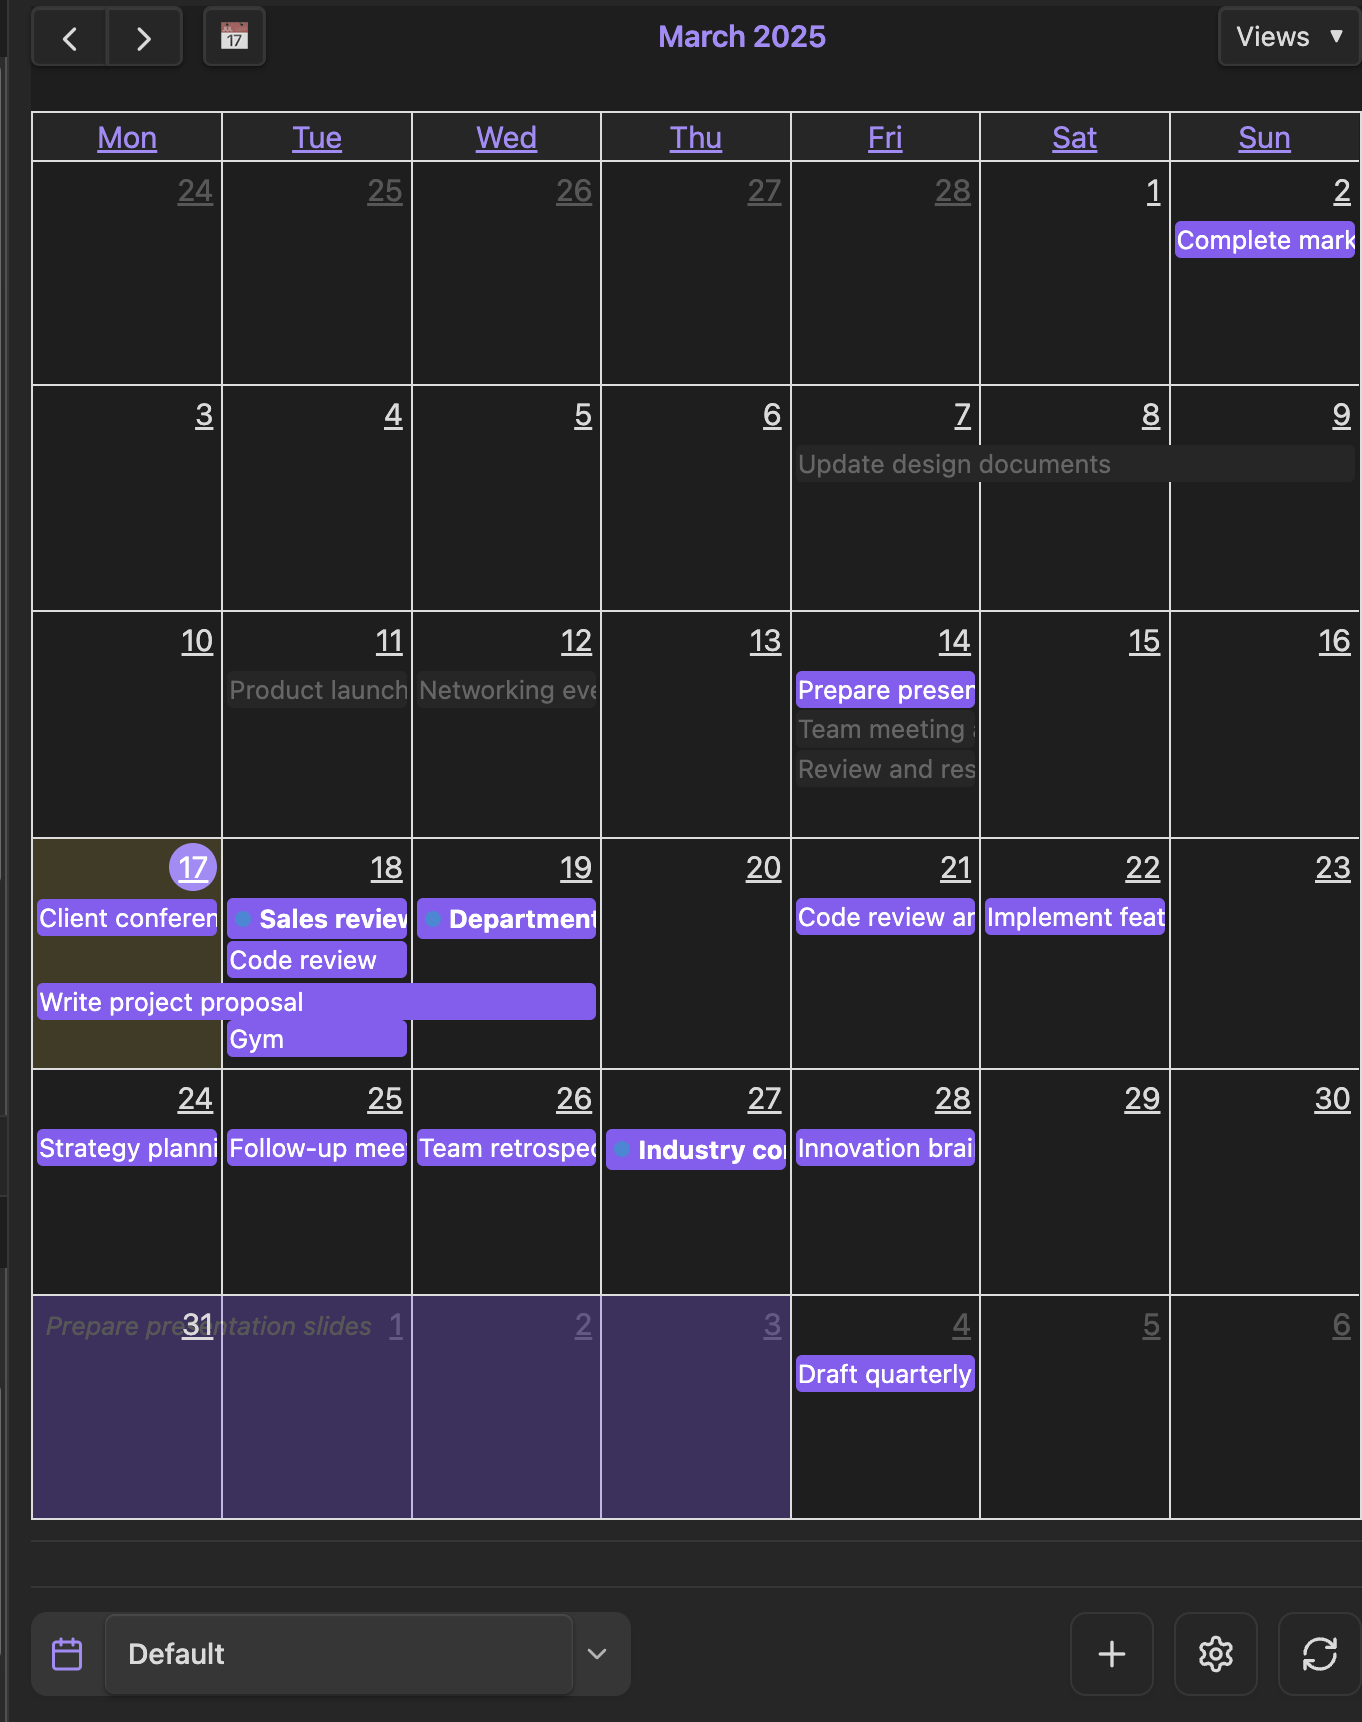 17
March 2025
Views ▼
Mon Tue Wed Thu Fri Sat Sun
24 25 26 27 28 1 2
Complete mark
3 4 5 6 7 8 9
Update design documents
10 11 12 13 14 15 16
Product launch Networking eve Prepare presen
Team meeting
Review and res
17 18 19 20 21 22 23
Client conferen Sales review Department Code review ar Implement feat
Code review
Write project proposal
Gym
24 25 26 27 28 29 30
Strategy planni Follow-up mee Team retrospec Industry co Innovation brai
Prepare presentation slides 31 1 2 3 4 5 6
Draft quarterly
Default